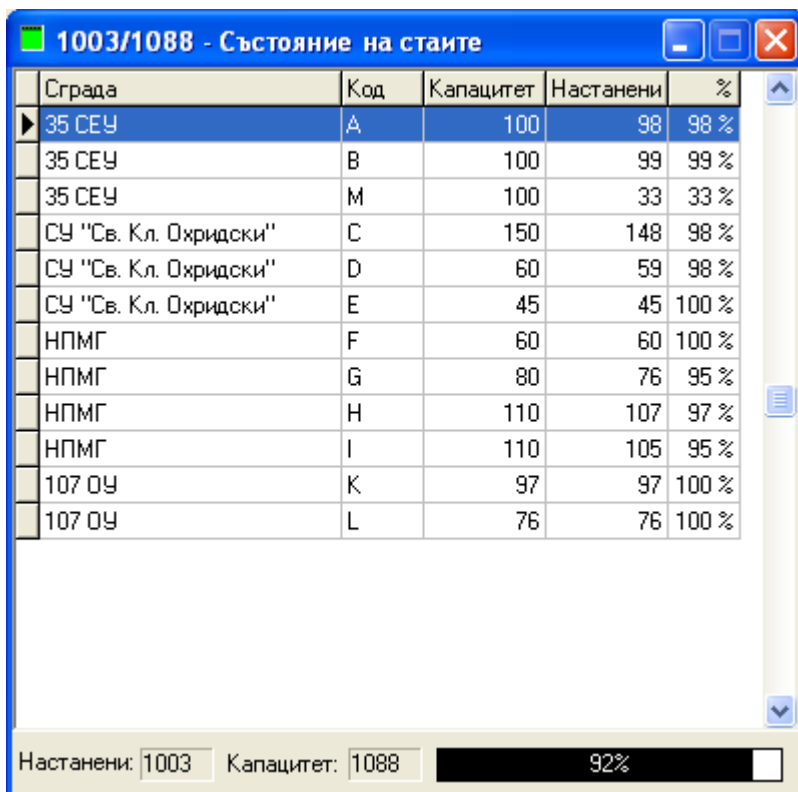 1003/1088 - Състояние на стаите
Сграда Код Капацитет Настанени %
35 СЕУ A 100 98 98 %
35 СЕУ B 100 99 99 %
35 СЕУ M 100 33 33 %
СУ "Св. Кл. Охридски" C 150 148 98 %
СУ "Св. Кл. Охридски" D 60 59 98 %
СУ "Св. Кл. Охридски" E 45 45 100 %
НПМГ F 60 60 100 %
НПМГ G 80 76 95 %
НПМГ H 110 107 97 %
НПМГ I 110 105 95 %
107 ОУ K 97 97 100 %
107 ОУ L 76 76 100 %
Настанени: 1003 Капацитет: 1088 92%